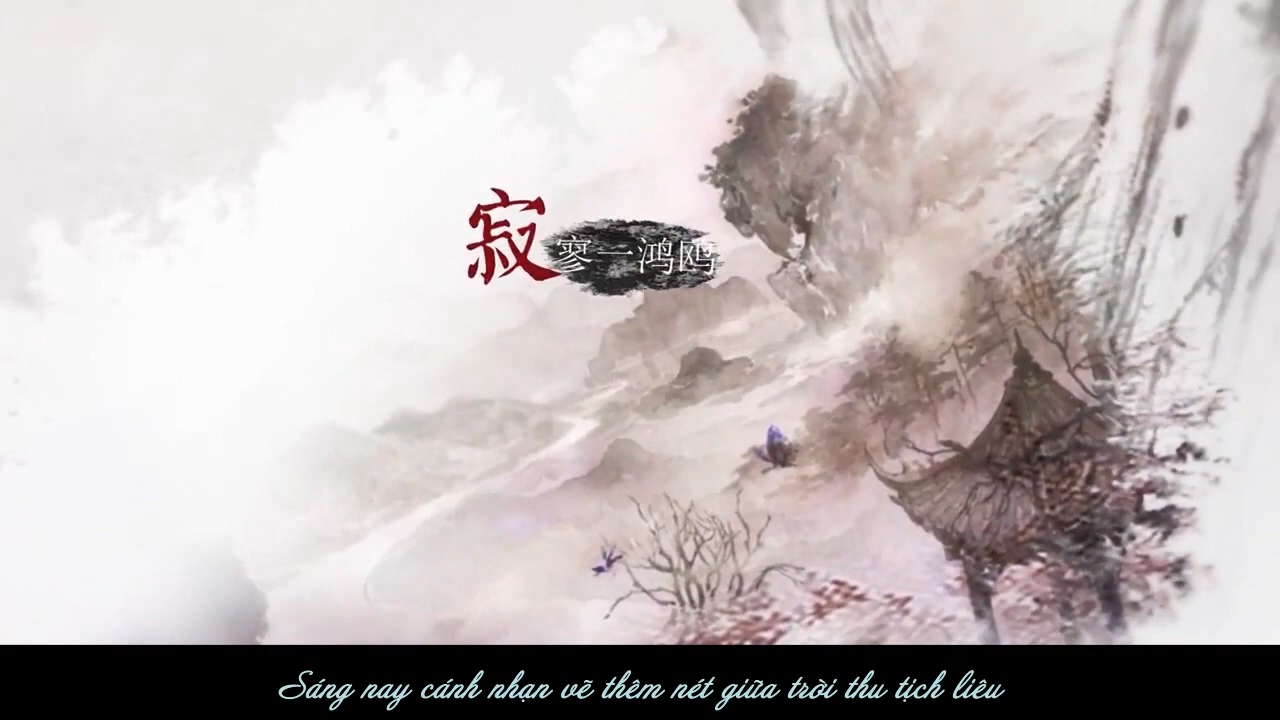 寂寥一鸿鸥
Sáng nay cánh nhạn vẽ thêm nét giữa trời thu tịch liêu